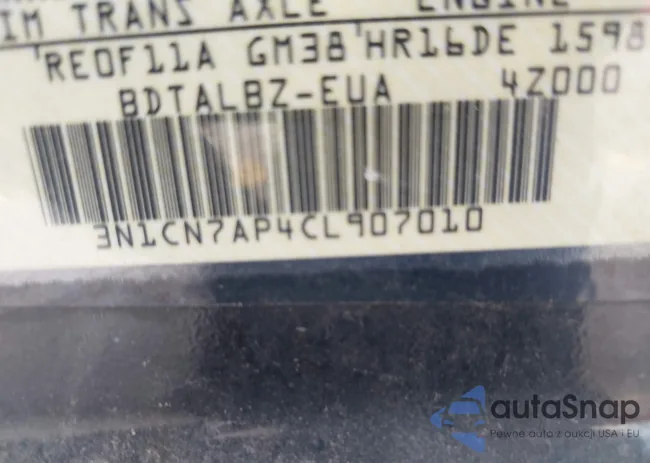 IM TRANS AXLE ENGINE
RE0F11A GM38 HR16DE 1598
BDTALBZ-EUA 4Z000
3N1CN7AP4CL907010
autaSnap
Pewne auta z aukcji USA i EU